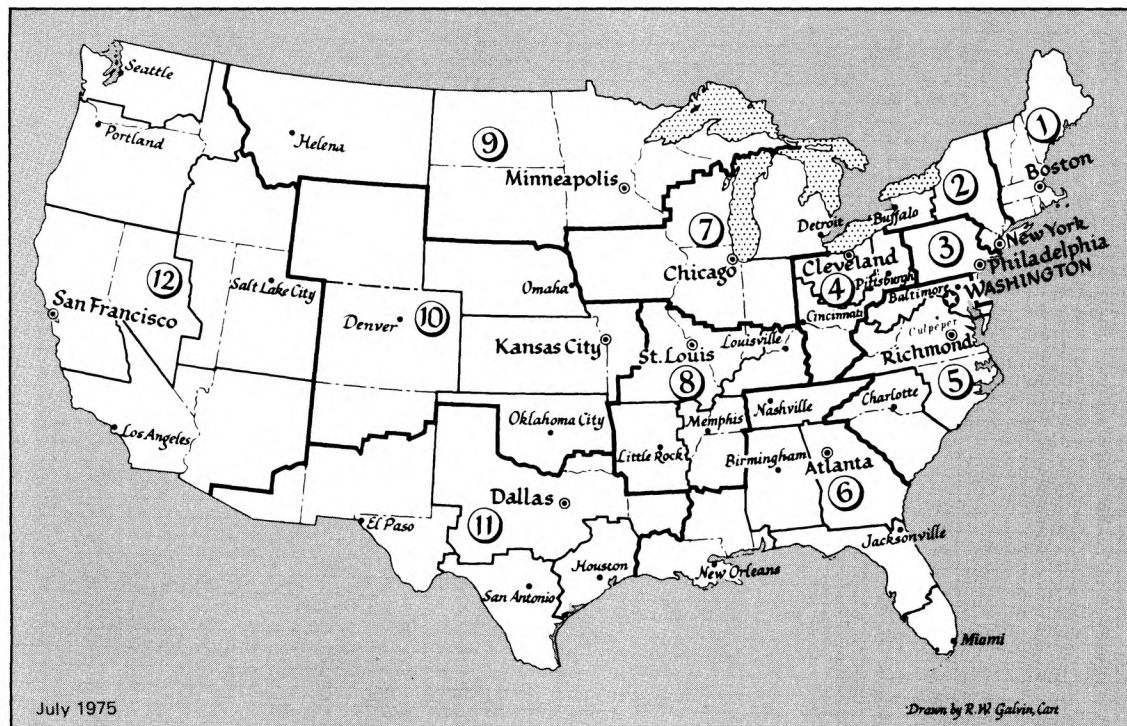 Seattle
Portland
Helena
9
Minneapolis
1
Boston
2
Buffalo
Detroit
7
Chicago
New York
3
Philadelphia
Cleveland
Pittsburgh
4
WASHINGTON
Baltimore
Cincinnati
12
Salt Lake City
San Francisco
Omaha
Denver
10
Culpeper
Richmond
Kansas City
St. Louis
Louisville
8
5
Charlotte
Nashville
Memphis
Oklahoma City
Los Angeles
Little Rock
Birmingham
Atlanta
6
Dallas
11
El Paso
Jacksonville
Houston
New Orleans
San Antonio
Miami
July 1975
Drawn by R.W. Galvin, Cart